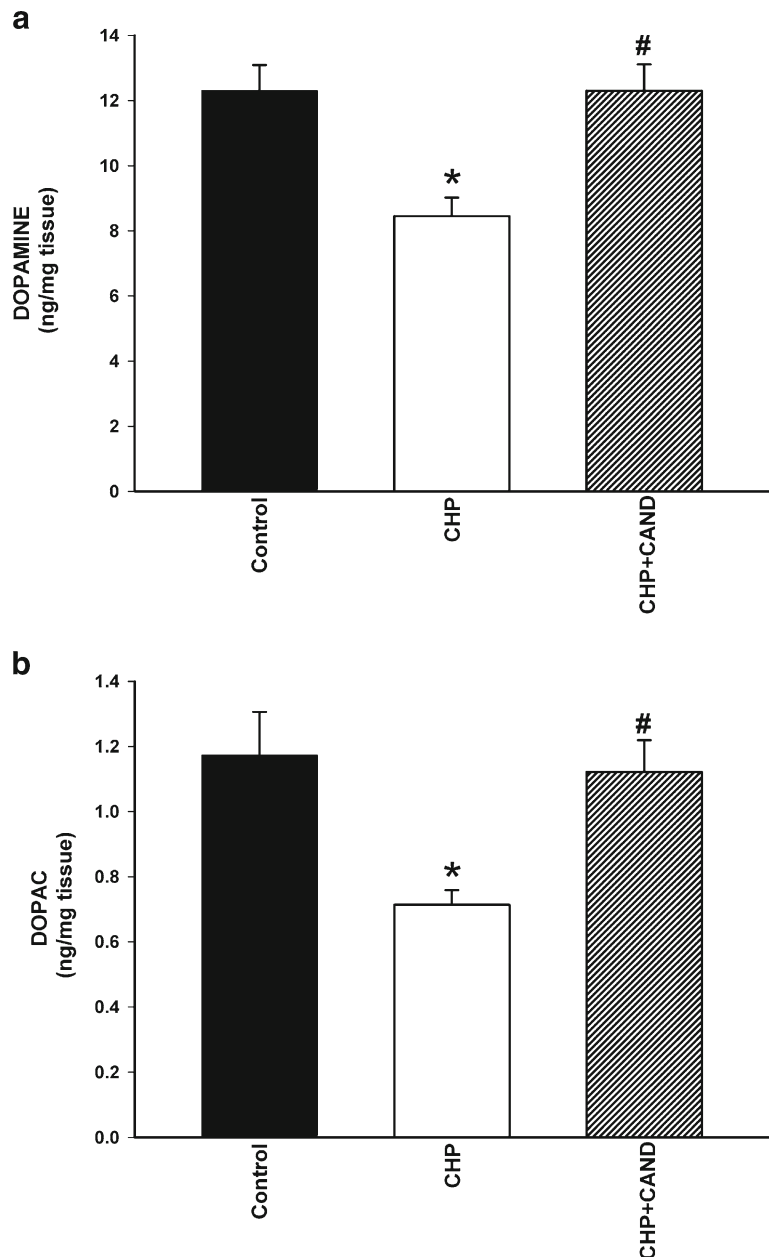 a
14
12
10
8
6
4
2
0
DOPAMINE
(ng/mg tissue)
*
#
Control
CHP
CHP+CAND
b
1.4
1.2
1.0
0.8
0.6
0.4
0.2
0.0
DOPAC
(ng/mg tissue)
*
#
Control
CHP
CHP+CAND